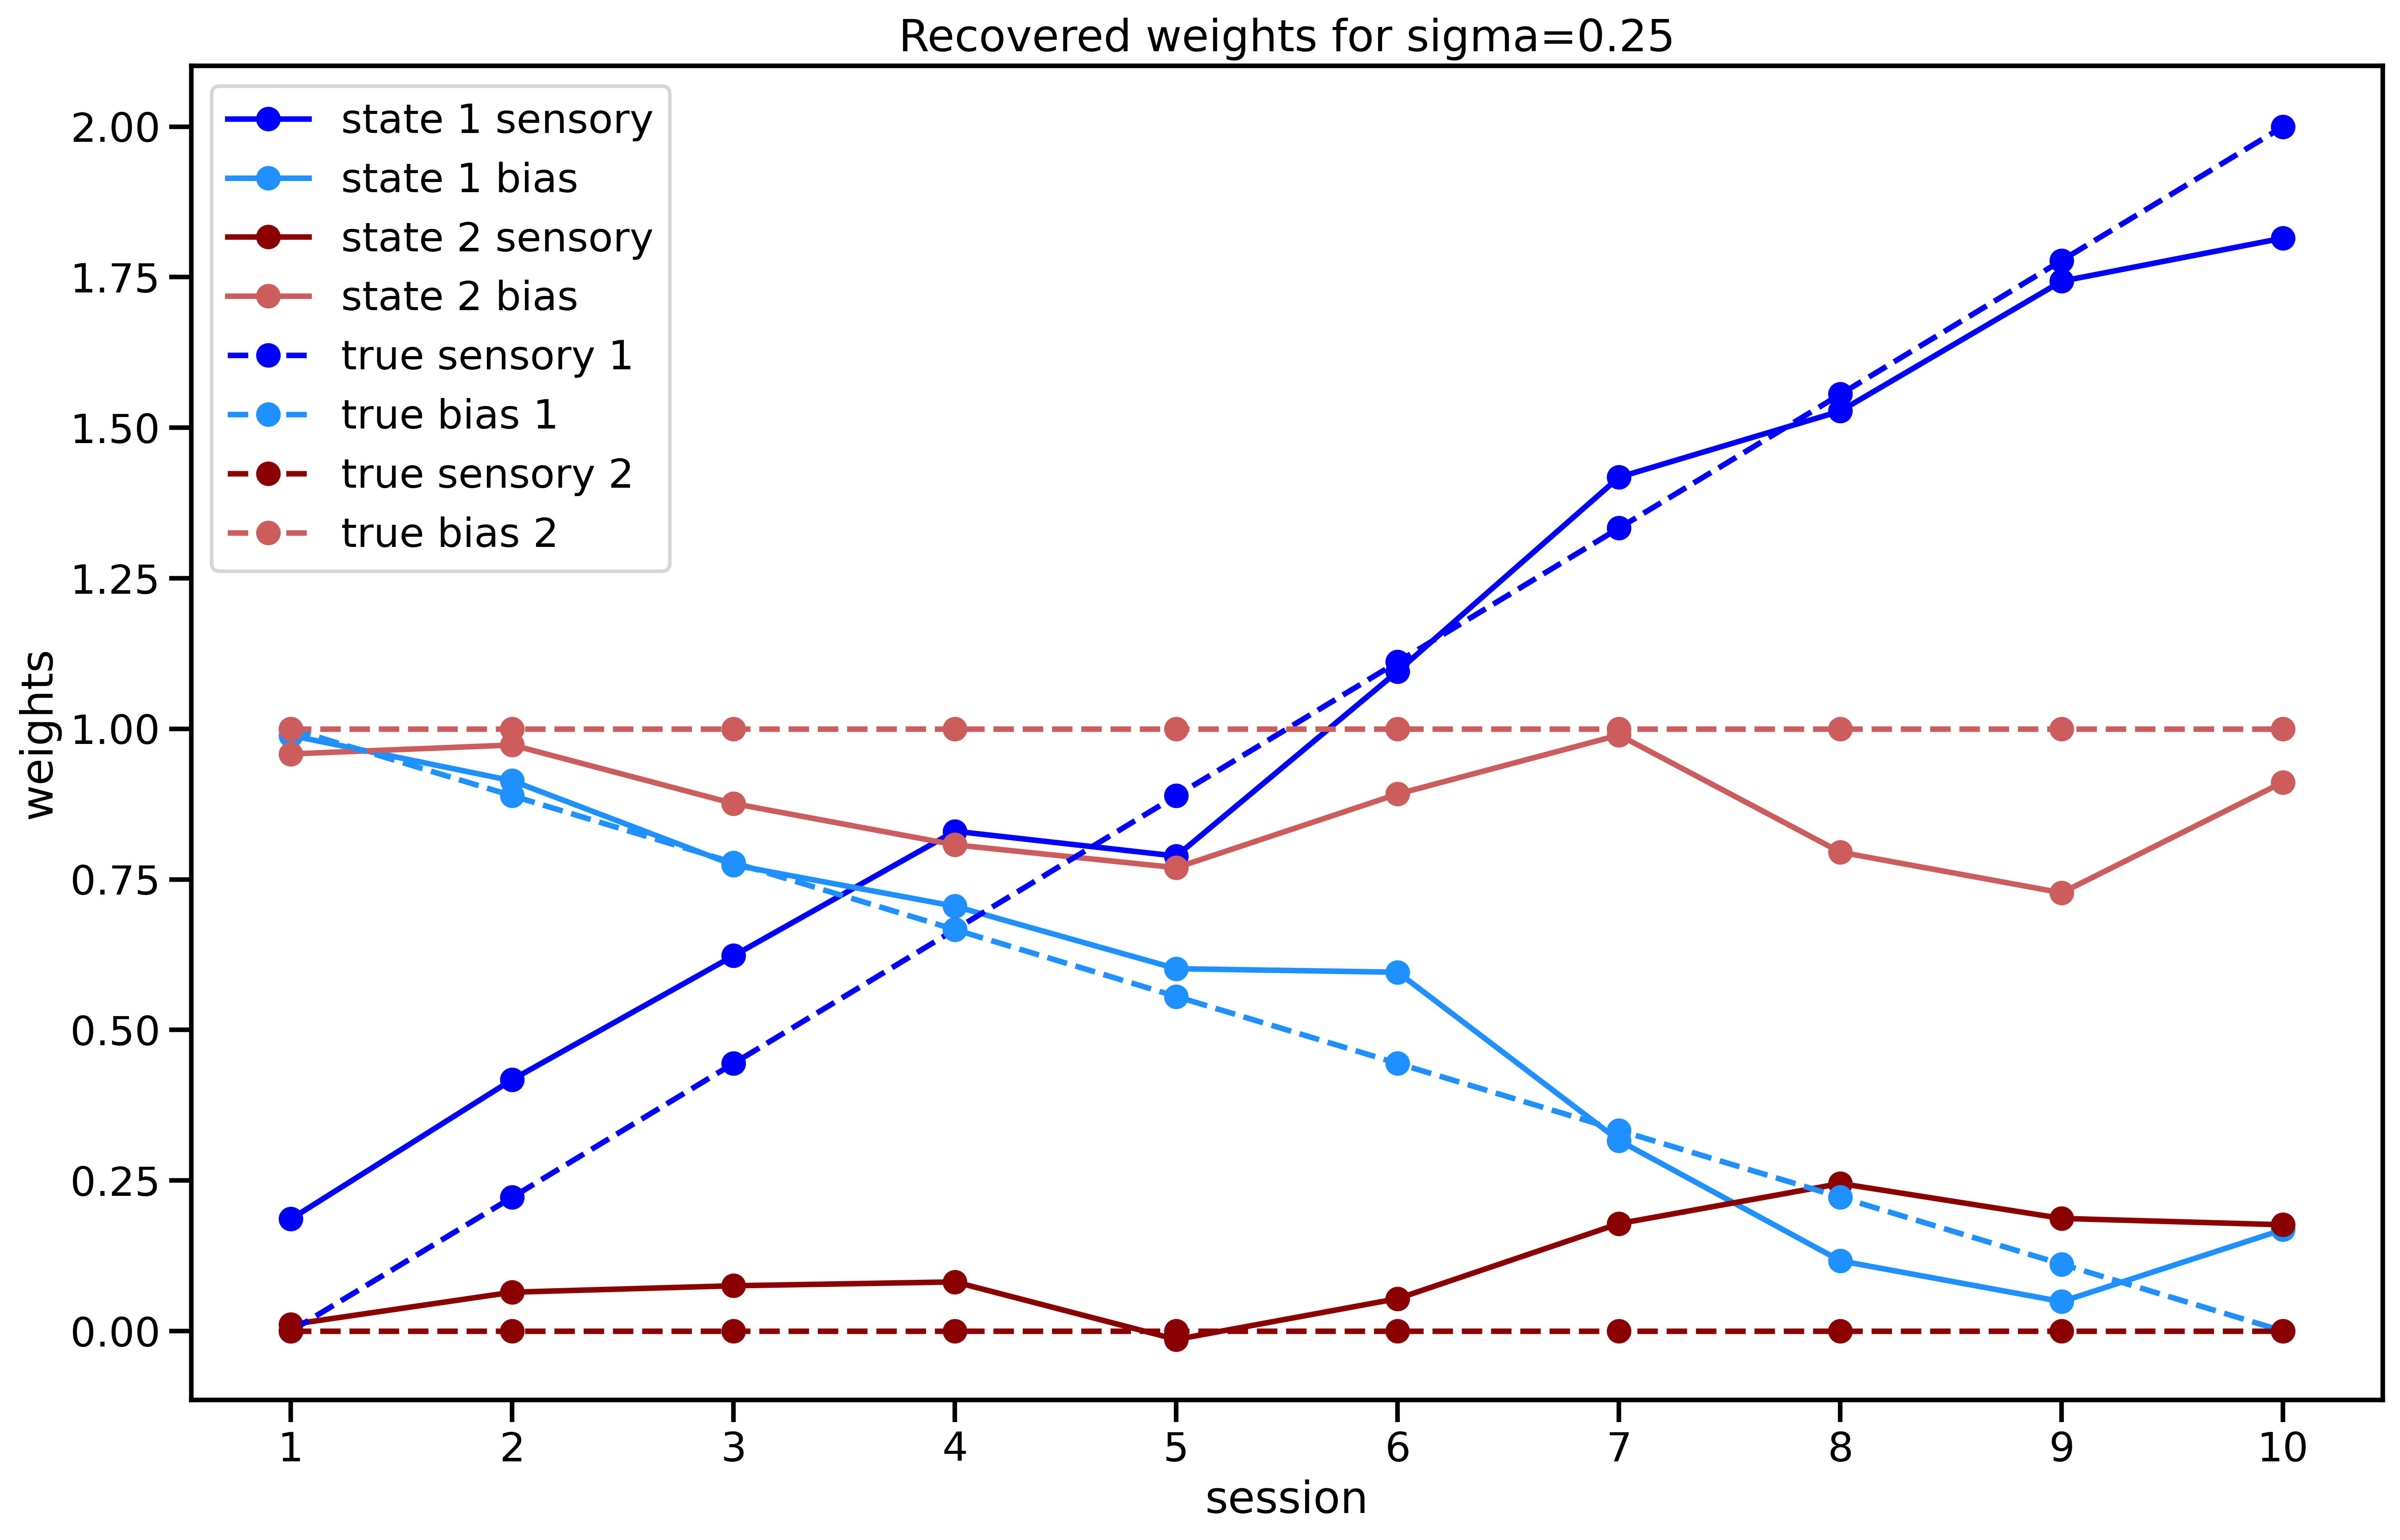 Recovered weights for sigma=0.25
state 1 sensory
state 1 bias
state 2 sensory
state 2 bias
true sensory 1
true bias 1
true sensory 2
true bias 2
weights
2.00
1.75
1.50
1.25
1.00
0.75
0.50
0.25
0.00
1 2 3 4 5 6 7 8 9 10
session